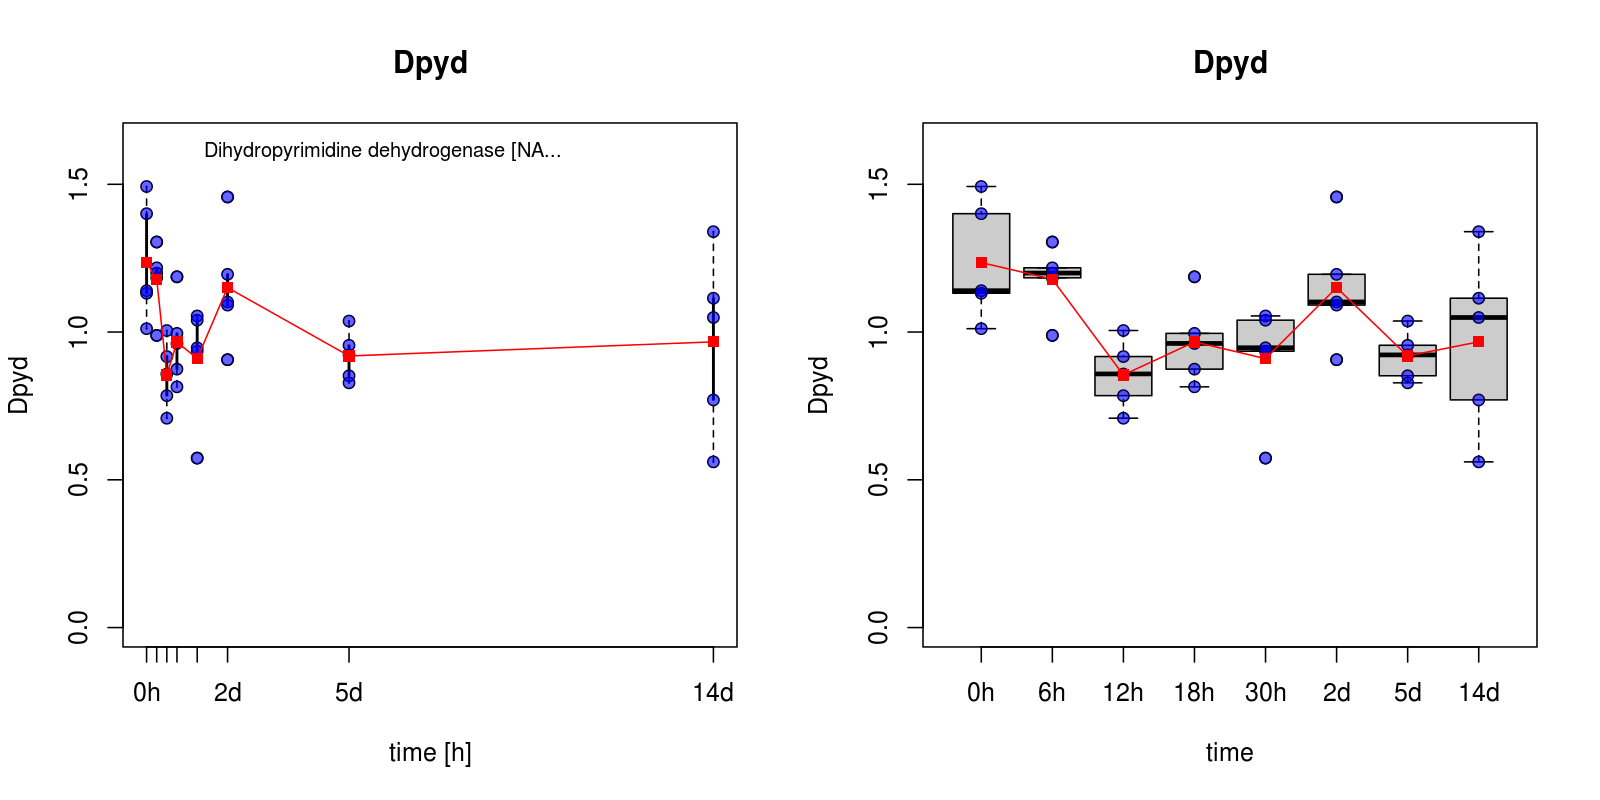 Dpyd
Dihydropyrimidine dehydrogenase [NA...
Dpyd
1.5
1.0
0.5
0.0
0h 2d 5d 14d
time [h]
Dpyd
Dpyd
1.5
1.0
0.5
0.0
0h 6h 12h 18h 30h 2d 5d 14d
time